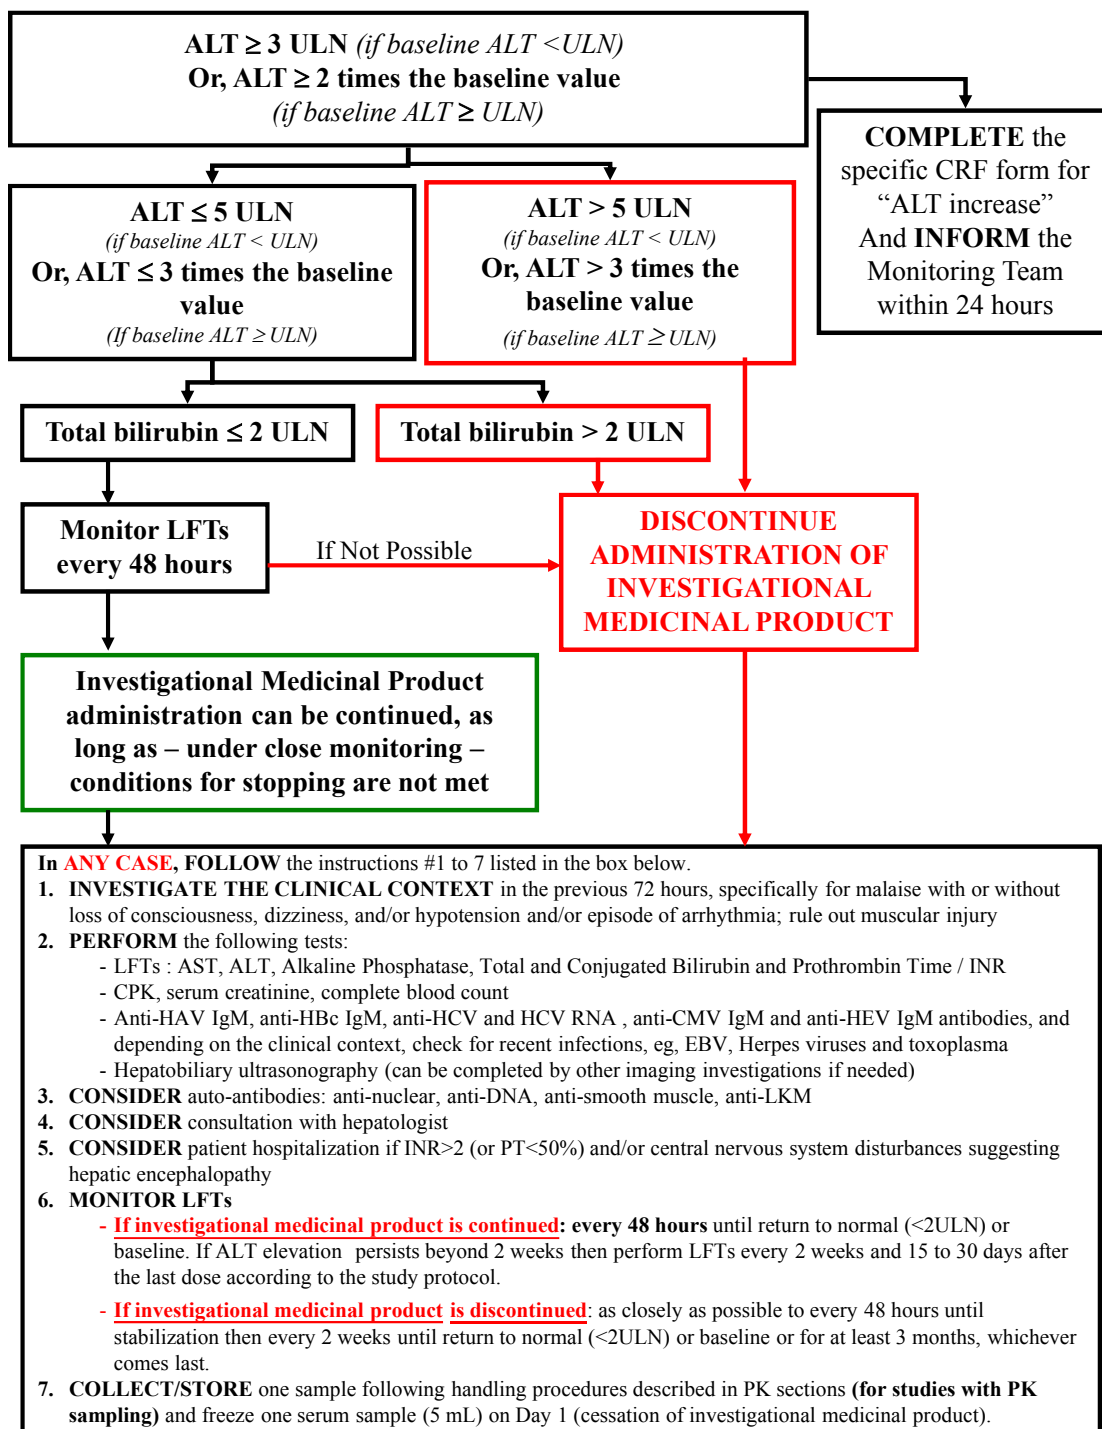 ALT ≥ 3 ULN (if baseline ALT <ULN)
Or, ALT ≥ 2 times the baseline value
(if baseline ALT ≥ ULN)
COMPLETE the
specific CRF form for
“ALT increase”
And INFORM the
Monitoring Team
within 24 hours
ALT ≤ 5 ULN
(if baseline ALT < ULN)
Or, ALT ≤ 3 times the baseline
value
(If baseline ALT ≥ ULN)
ALT > 5 ULN
(if baseline ALT < ULN)
Or, ALT > 3 times the
baseline value
(if baseline ALT ≥ ULN)
Total bilirubin ≤ 2 ULN
Total bilirubin > 2 ULN
Monitor LFTs
every 48 hours
If Not Possible
DISCONTINUE
ADMINISTRATION OF
INVESTIGATIONAL
MEDICINAL PRODUCT
Investigational Medicinal Product
administration can be continued, as
long as – under close monitoring –
conditions for stopping are not met
In ANY CASE, FOLLOW the instructions #1 to 7 listed in the box below.
1. INVESTIGATE THE CLINICAL CONTEXT in the previous 72 hours, specifically for malaise with or without
loss of consciousness, dizziness, and/or hypotension and/or episode of arrhythmia; rule out muscular injury
2. PERFORM the following tests:
- LFTs : AST, ALT, Alkaline Phosphatase, Total and Conjugated Bilirubin and Prothrombin Time / INR
- CPK, serum creatinine, complete blood count
- Anti-HAV IgM, anti-HBc IgM, anti-HCV and HCV RNA , anti-CMV IgM and anti-HEV IgM antibodies, and
depending on the clinical context, check for recent infections, eg, EBV, Herpes viruses and toxoplasma
- Hepatobiliary ultrasonography (can be completed by other imaging investigations if needed)
3. CONSIDER auto-antibodies: anti-nuclear, anti-DNA, anti-smooth muscle, anti-LKM
4. CONSIDER consultation with hepatologist
5. CONSIDER patient hospitalization if INR>2 (or PT<50%) and/or central nervous system disturbances suggesting
hepatic encephalopathy
6. MONITOR LFTs
- If investigational medicinal product is continued: every 48 hours until return to normal (<2ULN) or
baseline. If ALT elevation persists beyond 2 weeks then perform LFTs every 2 weeks and 15 to 30 days after
the last dose according to the study protocol.
- If investigational medicinal product is discontinued: as closely as possible to every 48 hours until
stabilization then every 2 weeks until return to normal (<2ULN) or baseline or for at least 3 months, whichever
comes last.
7. COLLECT/STORE one sample following handling procedures described in PK sections (for studies with PK
sampling) and freeze one serum sample (5 mL) on Day 1 (cessation of investigational medicinal product).